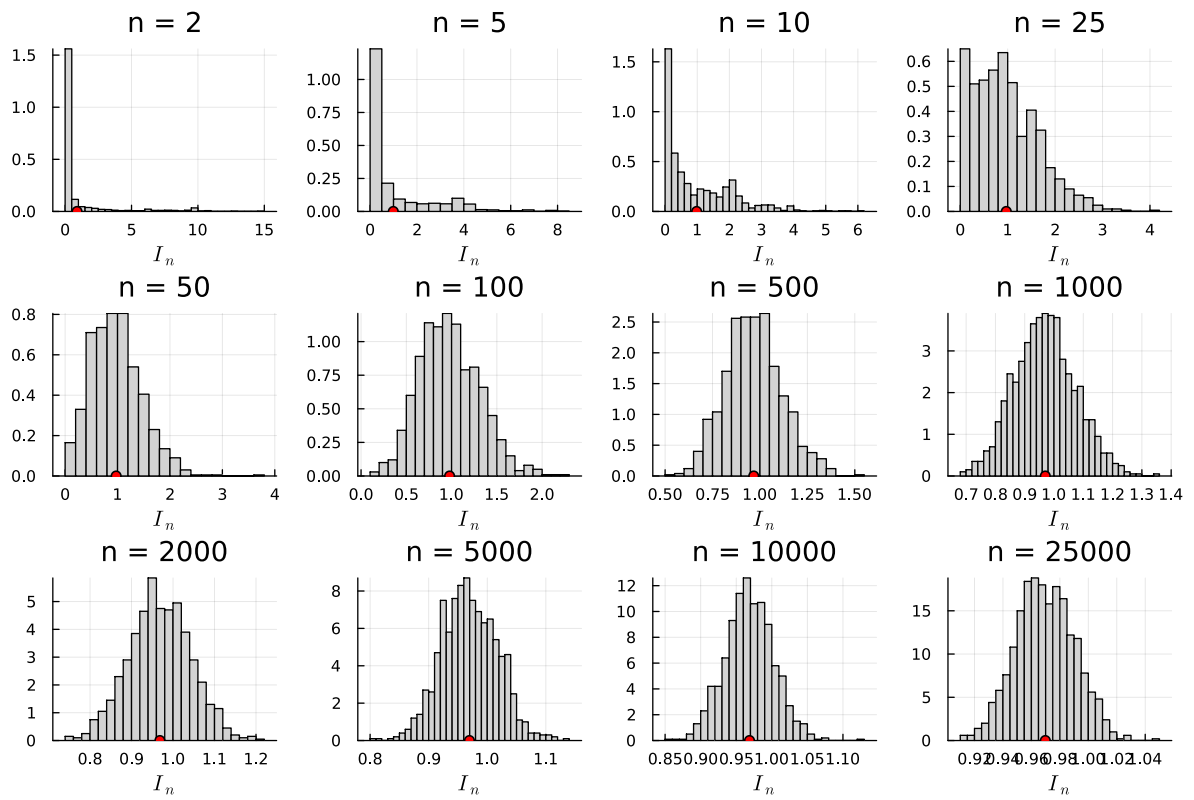 n = 2
1.5
1.0
0.5
0.0
0 5 10 15
I_n
n = 5
1.00
0.75
0.50
0.25
0.00
0 2 4 6 8
I_n
n = 10
1.5
1.0
0.5
0.0
0 1 2 3 4 5 6
I_n
n = 25
0.6
0.5
0.4
0.3
0.2
0.1
0.0
0 1 2 3 4
I_n
n = 50
0.8
0.6
0.4
0.2
0.0
0 1 2 3 4
I_n
n = 100
1.00
0.75
0.50
0.25
0.00
0.0 0.5 1.0 1.5 2.0
I_n
n = 500
2.5
2.0
1.5
1.0
0.5
0.0
0.50 0.75 1.00 1.25 1.50
I_n
n = 1000
3
2
1
0
0.7 0.8 0.9 1.0 1.1 1.2 1.3 1.4
I_n
n = 2000
5
4
3
2
1
0
0.8 0.9 1.0 1.1 1.2
I_n
n = 5000
8
6
4
2
0
0.8 0.9 1.0 1.1
I_n
n = 10000
12
10
8
6
4
2
0
0.85 0.90 0.95 1.00 1.05 1.10
I_n
n = 25000
15
10
5
0
0.92 0.94 0.96 0.98 1.00 1.02 1.04
I_n